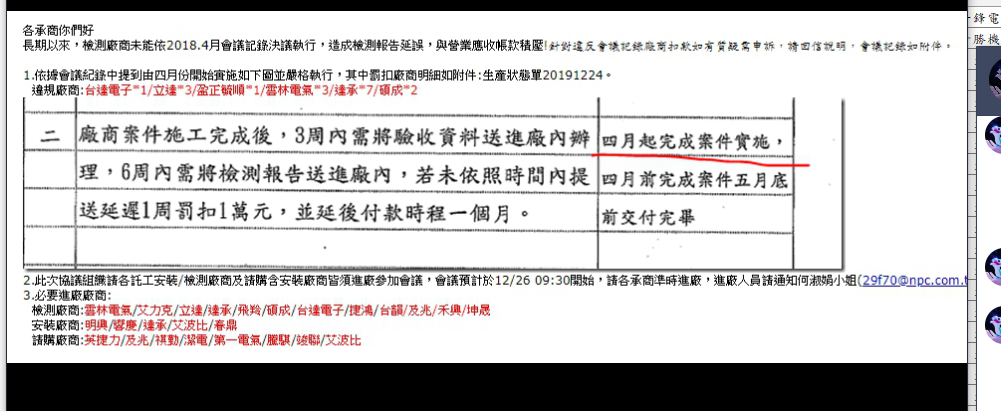 各承商你們好
長期以來，檢測廠商未能依2018.4月會議記錄決議執行，造成檢測報告延誤，與營業應收帳款積壓!針對違反會議記錄廠商扣款如有質疑需申訴，請回信說明，會議記錄如附件。
1.依據會議紀錄中提到由四月份開始實施如下圖並嚴格執行，其中罰扣廠商明細如附件:生產狀態單20191224。
違規廠商:台達電子*1/立達*3/盈正號順*1/雲林電氣*3/達承*7/碩成*2
二 廠商案件施工完成後，3周內需將驗收資料送進廠內辦 四月起完成案件實施，
理，6周內需將檢測報告送進廠內，若未依照時間內提 四月前完成案件五月底
送延遲1周罰扣1萬元，並延後付款時程一個月。 前交付完畢
2.此次協議組織請各託工安裝/檢測廠商及請購含安裝廠商皆須進廠參加會議，會議預計於12/26 09:30開始，請各承商準時進廠，進廠人員請通知何淑娟小姐(29f70@npc.com.t
3.必要進廠廠商:
檢測廠商:雲林電氣/艾力克/立達/達承/飛羚/碩成/台達電子/捷鴻/台韻/及兆/禾興/坤晟
安裝廠商:明興/響慶/達承/艾波比/春鼎
請購廠商:英捷力/及兆/祺勤/潔電/第一電氣/騰騏/竣聯/艾波比
鋒電
勝機